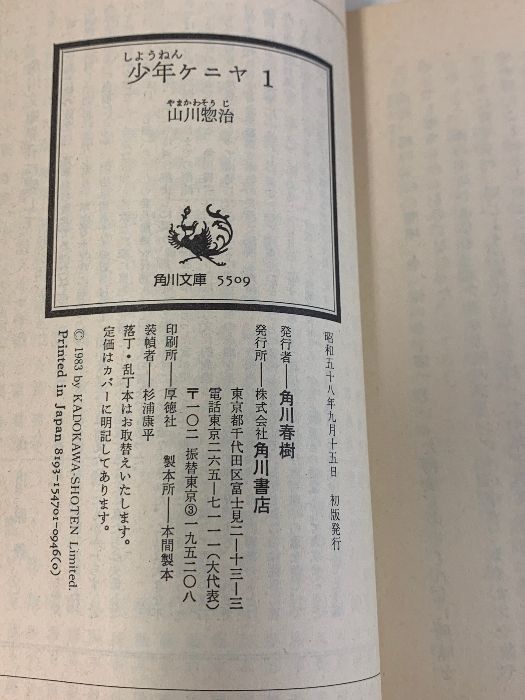 しようねん
少年ケニヤ 1
やまかわそうじ
山川惣治
角川文庫 5509
昭和五十八年九月十五日 初版発行
発行者――角川春樹
発行所――株式会社角川書店
東京都千代田区富士見二―十三―三
電話東京二六五―七一一一(大代表)
〒一〇二 振替東京③一九五二〇八
印刷所――厚徳社 製本所――本間製本
装幀者――杉浦康平
落丁・乱丁本はお取替えいたします。
定価はカバーに明記してあります。
© 1983 by KADOKAWA-SHOTEN Limited.
Printed in Japan 8193-154701-0946(0)